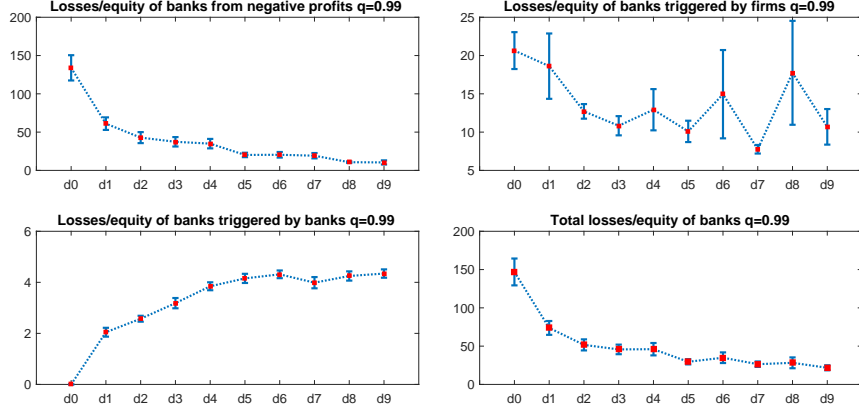 Losses/equity of banks from negative profits q=0.99
200
150
100
50
0
d0 d1 d2 d3 d4 d5 d6 d7 d8 d9
Losses/equity of banks triggered by firms q=0.99
25
20
15
10
5
d0 d1 d2 d3 d4 d5 d6 d7 d8 d9
Losses/equity of banks triggered by banks q=0.99
6
4
2
0
d0 d1 d2 d3 d4 d5 d6 d7 d8 d9
Total losses/equity of banks q=0.99
200
150
100
50
0
d0 d1 d2 d3 d4 d5 d6 d7 d8 d9